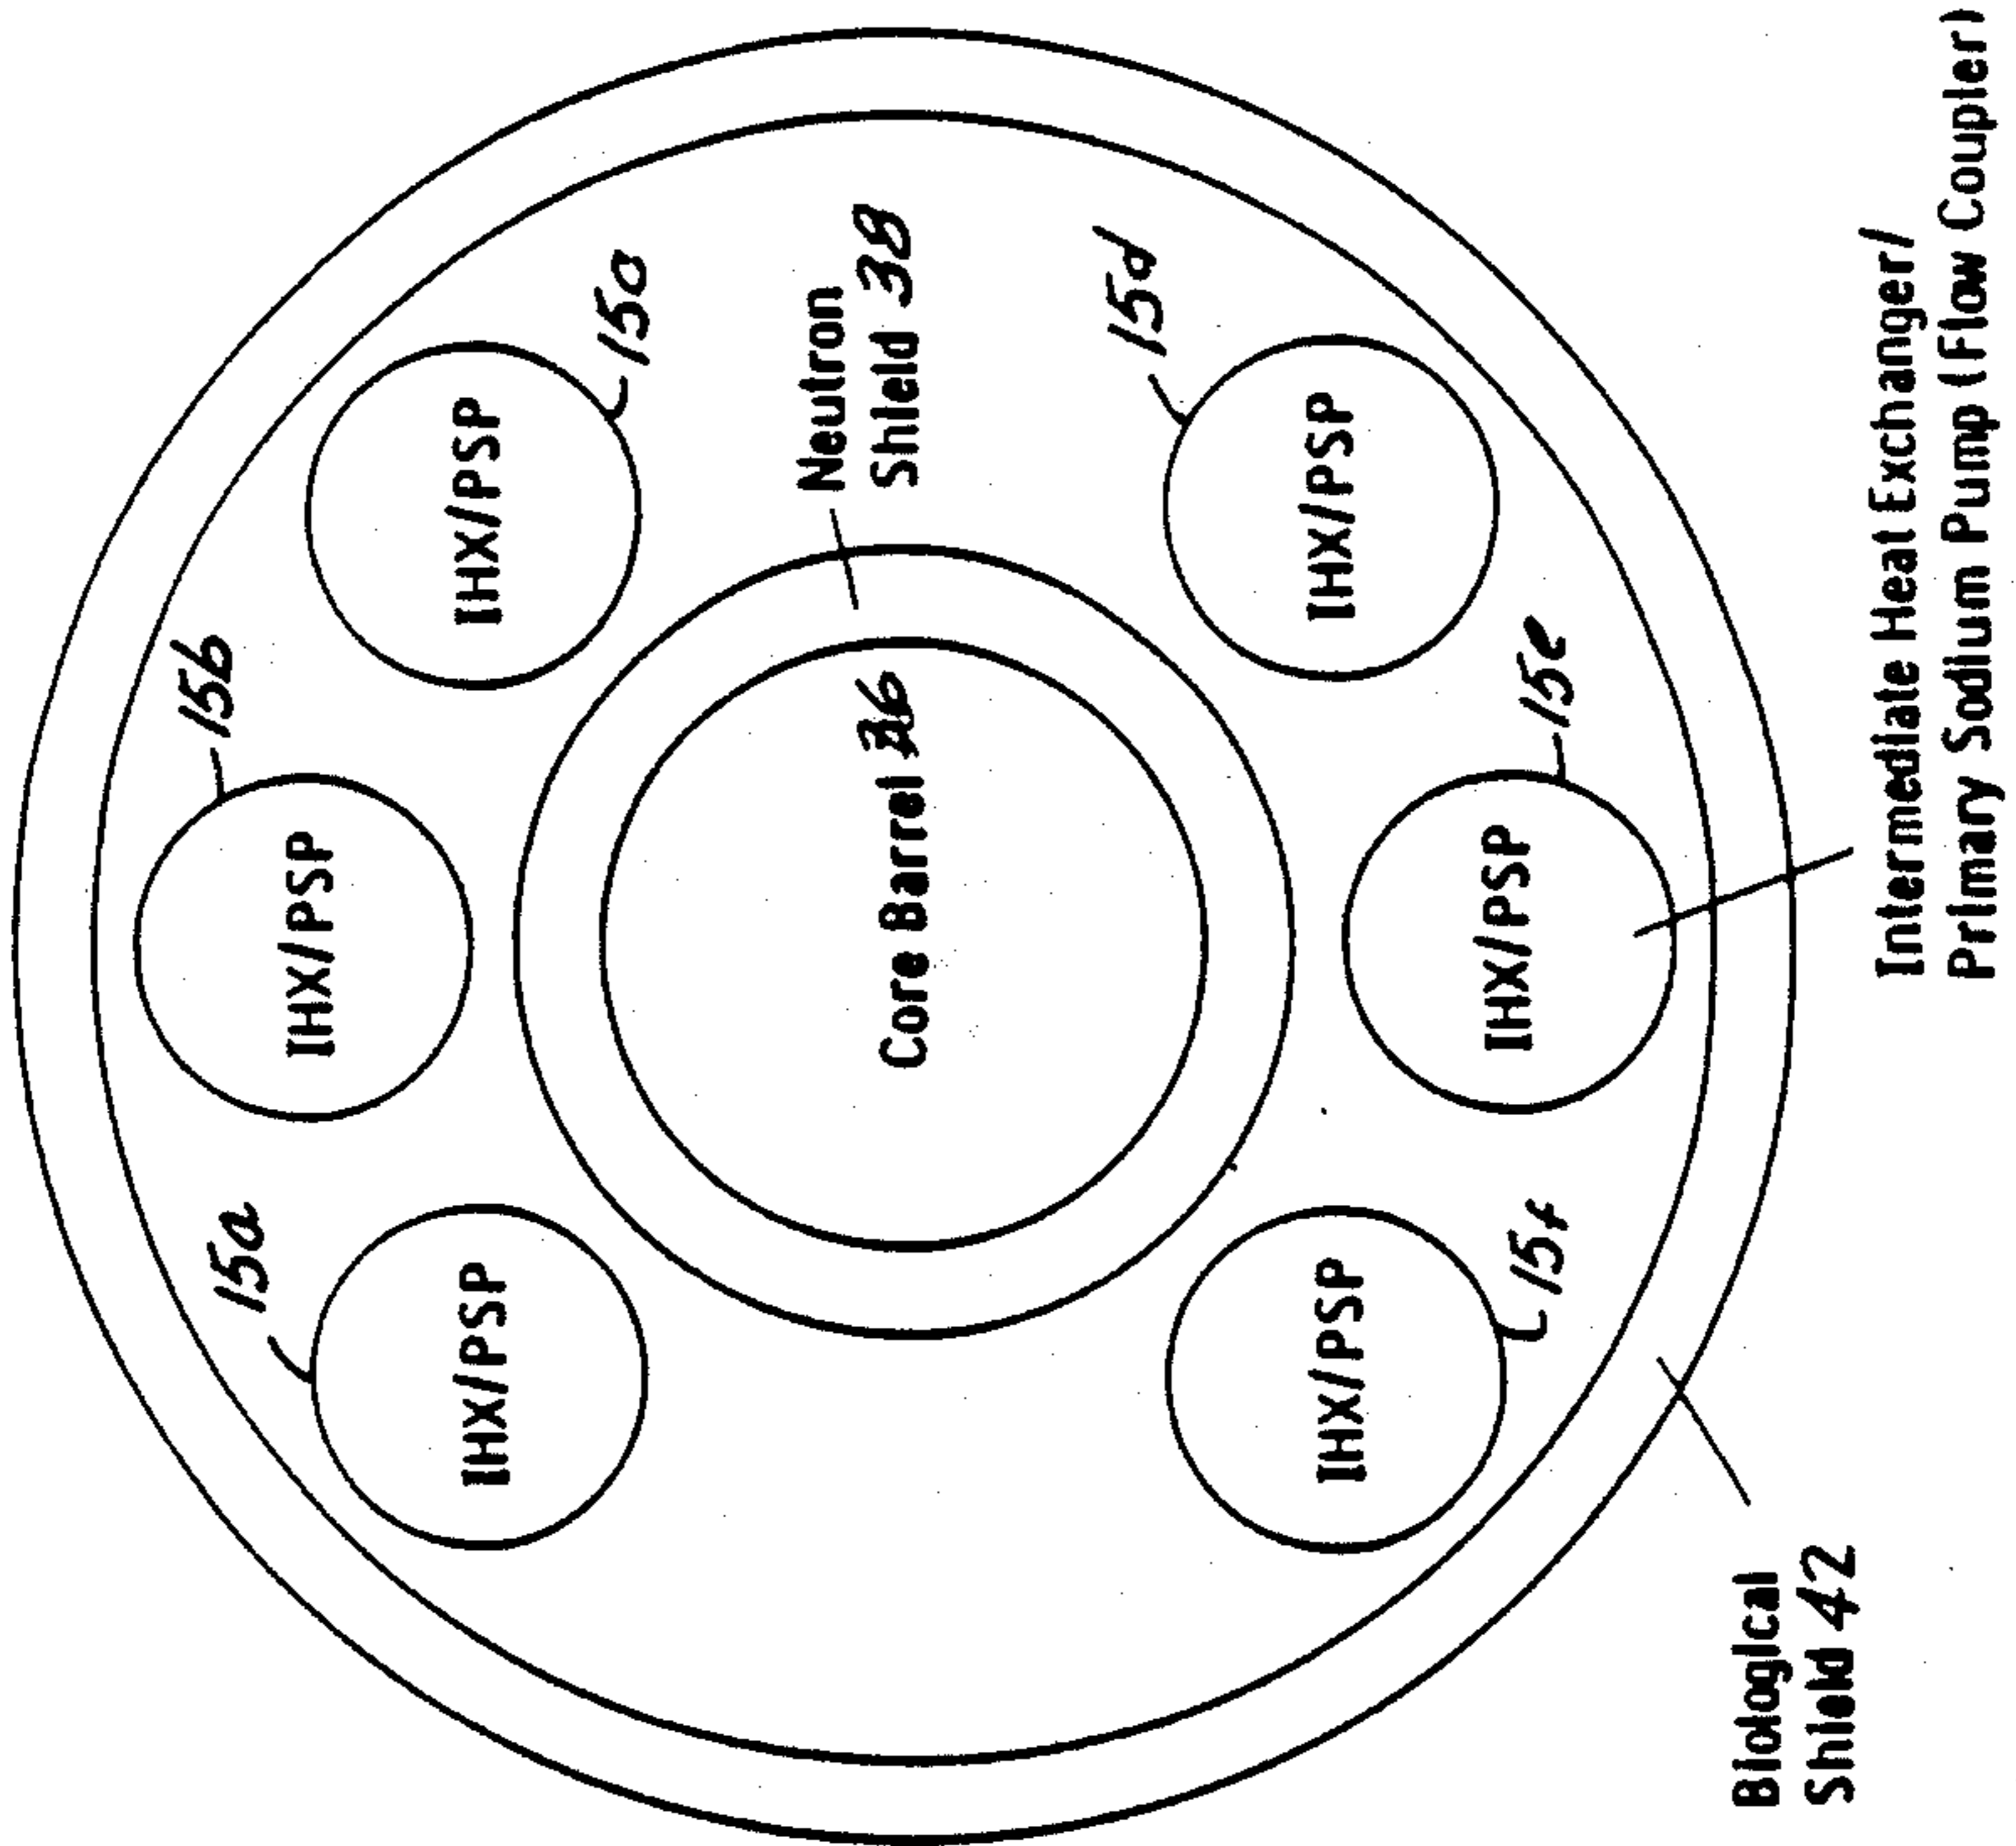 15b
15a
IHX/PSP
IHX/PSP
IHX/PSP
15c
Neutron
Shield 38
Core Barrel
15d
IHX/PSP
IHX/PSP
IHX/PSP
15f
15e
Biological
Shield 42
Intermediate Heat Exchanger/
Primary Sodium Pump (Flow Coupler)